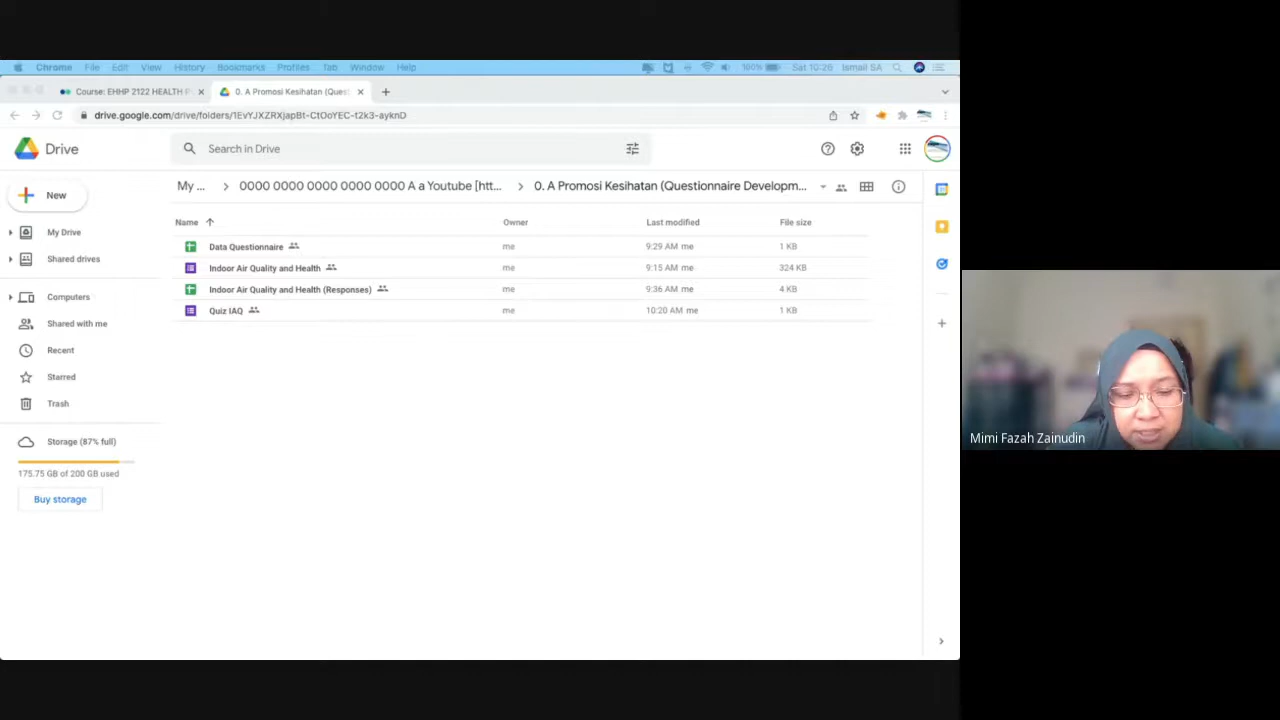 Chrome File Edit View History Bookmarks Profiles Tab Window Help 100% Sat 10:26 Ismail SA
Course: EHHP 2122 HEALTH P
0. A Promosi Kesihatan (Quest
drive.google.com/drive/folders/1EvYJXZRXjapBt-CtOoYEC-t2k3-ayknD
Drive
Search in Drive
New
My ... 0000 0000 0000 0000 0000 A a Youtube [htt... 0. A Promosi Kesihatan (Questionnaire Developm...
Name Owner Last modified File size
My Drive
Shared drives
Computers
Shared with me
Recent
Starred
Trash
Storage (87% full)
175.75 GB of 200 GB used
Buy storage
Data Questionnaire me 9:29 AM me 1 KB
Indoor Air Quality and Health me 9:15 AM me 324 KB
Indoor Air Quality and Health (Responses) me 9:36 AM me 4 KB
Quiz IAQ me 10:20 AM me 1 KB
Mimi Fazah Zainudin